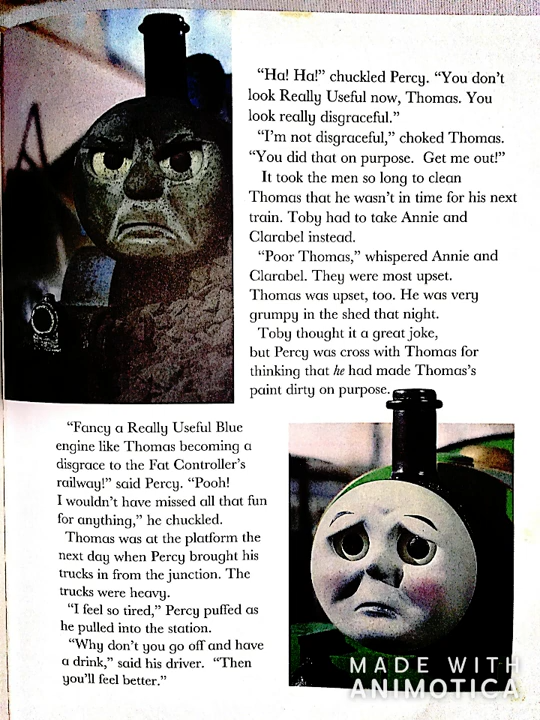 "Ha! Ha!" chuckled Percy. "You don't
look Really Useful now, Thomas. You
look really disgraceful."
"I'm not disgraceful," choked Thomas.
"You did that on purpose. Get me out!"
It took the men so long to clean
Thomas that he wasn't in time for his next
train. Toby had to take Annie and
Clarabel instead.
"Poor Thomas," whispered Annie and
Clarabel. They were most upset.
Thomas was upset, too. He was very
grumpy in the shed that night.
Toby thought it a great joke,
but Percy was cross with Thomas for
thinking that he had made Thomas's
paint dirty on purpose.
"Fancy a Really Useful Blue
engine like Thomas becoming a
disgrace to the Fat Controller's
railway!" said Percy. "Pooh!
I wouldn't have missed all that fun
for anything," he chuckled.
Thomas was at the platform the
next day when Percy brought his
trucks in from the junction. The
trucks were heavy.
"I feel so tired," Percy puffed as
he pulled into the station.
"Why don't you go off and have
a drink," said his driver. "Then
you'll feel better."
MADE WITH
ANIMOTICA